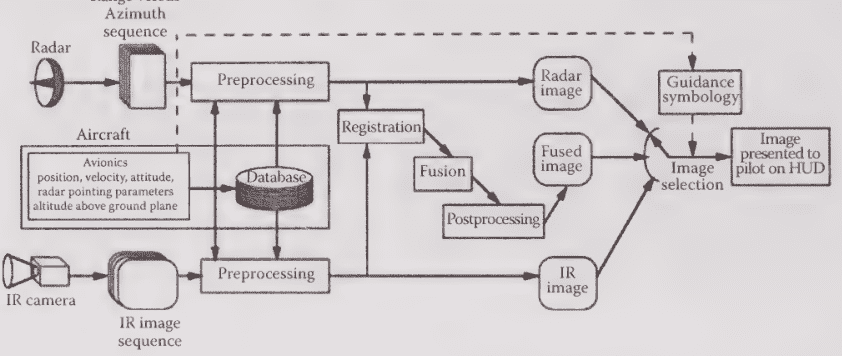 Range versus
Azimuth
sequence
Radar
Preprocessing
Radar
image
Guidance
symbology
Registration
Aircraft
Avionics
position, velocity, attitude,
radar pointing parameters
altitude above ground plane
Database
Fusion
Fused
image
Image
selection
Image
presented to
pilot on HUD
Postprocessing
Preprocessing
IR camera
IR image
sequence
IR
image